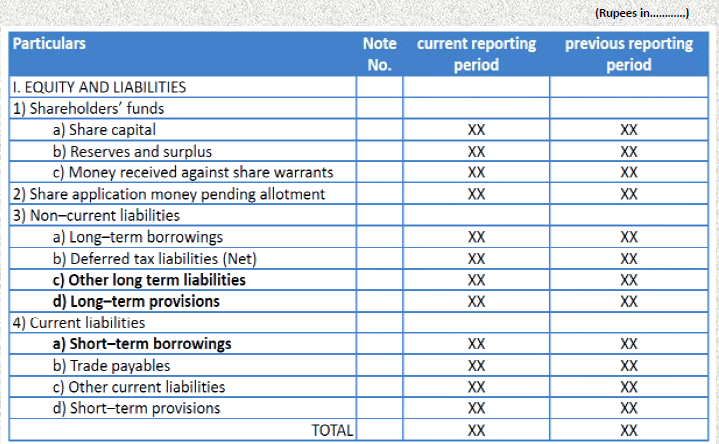 (Rupees in............)
Particulars Note No. current reporting period previous reporting period
I. EQUITY AND LIABILITIES
1) Shareholders’ funds
a) Share capital XX XX
b) Reserves and surplus XX XX
c) Money received against share warrants XX XX
2) Share application money pending allotment XX XX
3) Non–current liabilities
a) Long–term borrowings XX XX
b) Deferred tax liabilities (Net) XX XX
c) Other long term liabilities XX XX
d) Long–term provisions XX XX
4) Current liabilities
a) Short–term borrowings XX XX
b) Trade payables XX XX
c) Other current liabilities XX XX
d) Short–term provisions XX XX
TOTAL XX XX